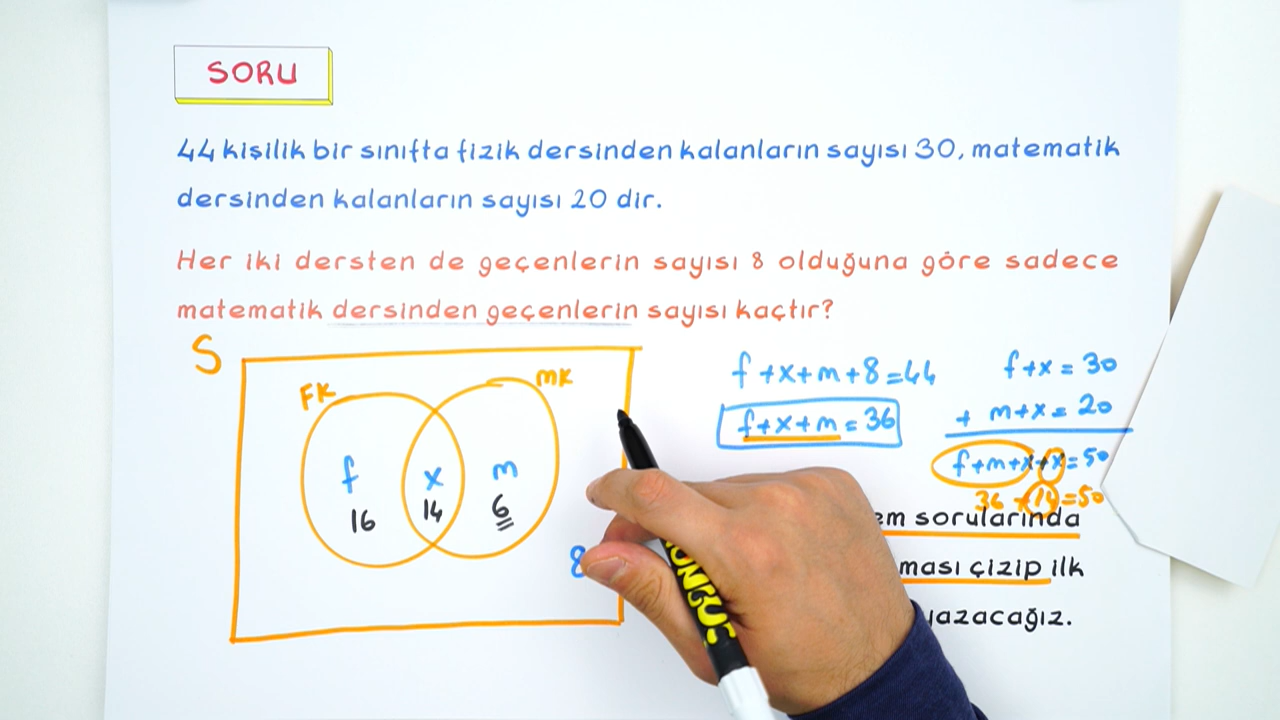 SORU
44 kişilik bir sınıfta fizik dersinden kalanların sayısı 30, matematik
dersinden kalanların sayısı 20 dir.
Her iki dersten de geçenlerin sayısı 8 olduğuna göre sadece
matematik dersinden geçenlerin sayısı kaçtır?
S
FK
MK
f x m
16 14 6
8
f+x+m+8=44
f+x+m=36
f+x=30
+ m+x=20
f+m+x+x=50
36+14=50
sorularında
çizip ilk